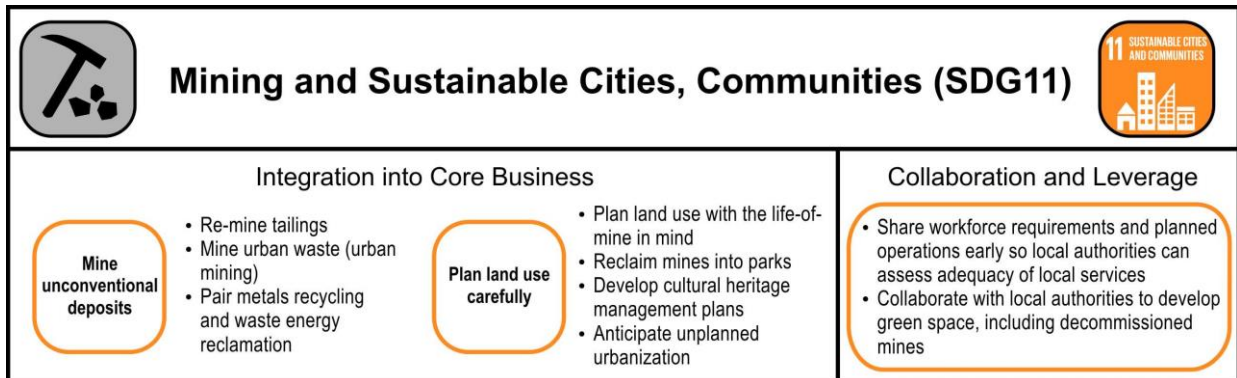 Mining and Sustainable Cities, Communities (SDG11)
11 SUSTAINABLE CITIES
AND COMMUNITIES
Integration into Core Business
Mine
unconventional
deposits
• Re-mine tailings
• Mine urban waste (urban
mining)
• Pair metals recycling
and waste energy
reclamation
Plan land use
carefully
• Plan land use with the life-of-
mine in mind
• Reclaim mines into parks
• Develop cultural heritage
management plans
• Anticipate unplanned
urbanization
Collaboration and Leverage
• Share workforce requirements and planned
operations early so local authorities can
assess adequacy of local services
• Collaborate with local authorities to develop
green space, including decommissioned
mines